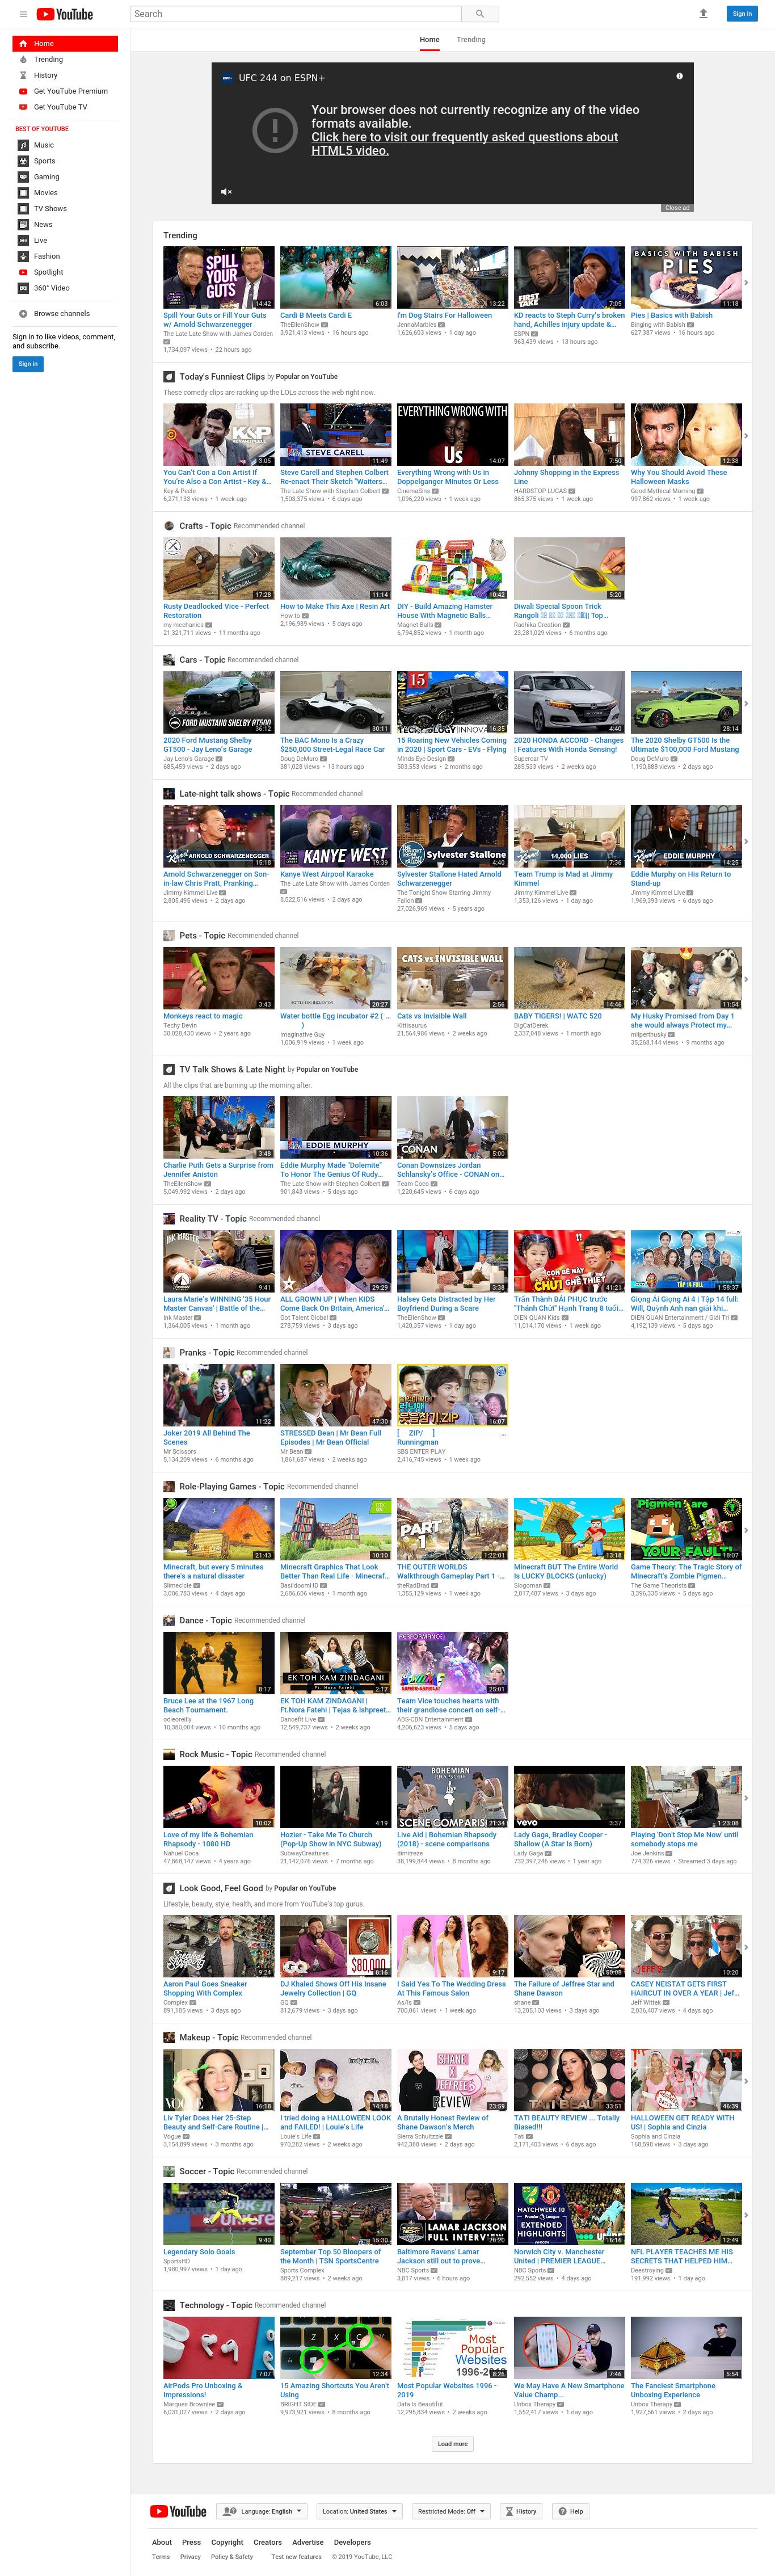 YouTube
Search
Sign in
Home
Trending
History
Get YouTube Premium
Get YouTube TV
BEST OF YOUTUBE
Music
Sports
Gaming
Movies
TV Shows
News
Live
Fashion
Spotlight
360° Video
Browse channels
Sign in to like videos, comment,
and subscribe.
Sign in
Home Trending
UFC 244 on ESPN+
Your browser does not currently recognize any of the video
formats available.
Click here to visit our frequently asked questions about
HTML5 video.
Close ad
Trending
Spill Your Guts or Fill Your Guts
w/ Arnold Schwarzenegger
The Late Late Show with James Corden
1,734,097 views • 22 hours ago
Cardi B Meets Cardi E
TheEllenShow
3,921,413 views • 16 hours ago
I'm Dog Stairs For Halloween
JennaMarbles
1,626,603 views • 1 day ago
KD reacts to Steph Curry's broken
hand, Achilles injury update &...
ESPN
963,439 views • 13 hours ago
Pies | Basics with Babish
Binging with Babish
627,387 views • 16 hours ago
Today's Funniest Clips by Popular on YouTube
These comedy clips are racking up the LOLs across the web right now.
You Can't Con a Con Artist If
You're Also a Con Artist - Key &...
Key & Peele
6,271,133 views • 1 week ago
Steve Carell and Stephen Colbert
Re-enact Their Sketch "Waiters...
The Late Show with Stephen Colbert
1,503,375 views • 6 days ago
Everything Wrong with Us in
Doppelganger Minutes Or Less
CinemaSins
1,096,220 views • 1 week ago
Johnny Shopping in the Express
Line
HARDSTOP LUCAS
865,375 views • 1 week ago
Why You Should Avoid These
Halloween Masks
Good Mythical Morning
997,862 views • 1 week ago
Crafts - Topic Recommended channel
Rusty Deadlocked Vice - Perfect
Restoration
my mechanics
21,321,711 views • 11 months ago
How to Make This Axe | Resin Art
How to
2,196,989 views • 5 days ago
DIY - Build Amazing Hamster
House With Magnetic Balls...
Magnet Balls
6,794,852 views • 1 month ago
Diwali Special Spoon Trick
Rangoli || Top...
Radhika Creation
23,281,029 views • 6 months ago
Cars - Topic Recommended channel
2020 Ford Mustang Shelby
GT500 - Jay Leno's Garage
Jay Leno's Garage
685,459 views • 2 days ago
The BAC Mono Is a Crazy
$250,000 Street-Legal Race Car
Doug DeMuro
381,028 views • 13 hours ago
15 Roaring New Vehicles Coming
in 2020 | Sport Cars - EVs - Flying
Minds Eye Design
503,553 views • 2 months ago
2020 HONDA ACCORD - Changes
| Features With Honda Sensing!
Supercar TV
285,533 views • 2 weeks ago
The 2020 Shelby GT500 Is the
Ultimate $100,000 Ford Mustang
Doug DeMuro
1,190,888 views • 2 days ago
Late-night talk shows - Topic Recommended channel
Arnold Schwarzenegger on Son-
in-law Chris Pratt, Pranking...
Jimmy Kimmel Live
2,805,495 views • 2 days ago
Kanye West Airpool Karaoke
The Late Late Show with James Corden
8,522,516 views • 2 days ago
Sylvester Stallone Hated Arnold
Schwarzenegger
The Tonight Show Starring Jimmy
Fallon
27,026,969 views • 5 years ago
Team Trump is Mad at Jimmy
Kimmel
Jimmy Kimmel Live
1,353,126 views • 1 day ago
Eddie Murphy on His Return to
Stand-up
Jimmy Kimmel Live
1,969,393 views • 6 days ago
Pets - Topic Recommended channel
Monkeys react to magic
Techy Devin
30,028,430 views • 2 years ago
Water bottle Egg incubator #2 ( ...
)
Imaginative Guy
1,006,919 views • 1 week ago
Cats vs Invisible Wall
Kittisaurus
21,564,986 views • 2 weeks ago
BABY TIGERS! | WATC 520
BigCatDerek
2,337,048 views • 1 month ago
My Husky Promised from Day 1
she would always Protect my...
milperthusky
35,268,144 views • 9 months ago
TV Talk Shows & Late Night by Popular on YouTube
All the clips that are burning up the morning after.
Charlie Puth Gets a Surprise from
Jennifer Aniston
TheEllenShow
5,049,992 views • 2 days ago
Eddie Murphy Made "Dolemite"
To Honor The Genius Of Rudy...
The Late Show with Stephen Colbert
901,843 views • 5 days ago
Conan Downsizes Jordan
Schlansky's Office - CONAN on...
Team Coco
1,220,645 views • 6 days ago
Reality TV - Topic Recommended channel
Laura Marie's WINNING '35 Hour
Master Canvas' | Battle of the...
Ink Master
1,364,005 views • 1 month ago
ALL GROWN UP | When KIDS
Come Back On Britain, America'...
Got Talent Global
278,759 views • 3 days ago
Halsey Gets Distracted by Her
Boyfriend During a Scare
TheEllenShow
1,420,357 views • 1 day ago
Trấn Thành BÁI PHỤC trước
"Thánh Chửi" Hạnh Trang 8 tuổi...
DIEN QUAN Kids
11,014,170 views • 1 week ago
Giọng Ải Giọng Ai 4 | Tập 14 full:
Will, Quỳnh Anh nan giải khi...
DIEN QUAN Entertainment / Giải Trí
4,192,139 views • 5 days ago
Pranks - Topic Recommended channel
Joker 2019 All Behind The
Scenes
Mr Scissors
5,134,209 views • 6 months ago
STRESSED Bean | Mr Bean Full
Episodes | Mr Bean Official
Mr Bean
1,861,687 views • 2 weeks ago
[ ZIP/ ] ...
Runningman
SBS ENTER PLAY
2,416,745 views • 1 week ago
Role-Playing Games - Topic Recommended channel
Minecraft, but every 5 minutes
there's a natural disaster
Slimecicle
3,006,783 views • 4 days ago
Minecraft Graphics That Look
Better Than Real Life - Minecraf...
BasildoomHD
2,686,606 views • 1 month ago
THE OUTER WORLDS
Walkthrough Gameplay Part 1 -...
theRadBrad
1,355,129 views • 1 week ago
Minecraft BUT The Entire World
Is LUCKY BLOCKS (unlucky)
Slogoman
2,017,487 views • 3 days ago
Game Theory: The Tragic Story of
Minecraft's Zombie Pigmen...
The Game Theorists
3,396,335 views • 5 days ago
Dance - Topic Recommended channel
Bruce Lee at the 1967 Long
Beach Tournament.
odieoreilly
10,380,004 views • 10 months ago
EK TOH KAM ZINDAGANI |
Ft.Nora Fatehi | Tejas & Ishpreet...
Dancefit Live
12,549,737 views • 2 weeks ago
Team Vice touches hearts with
their grandiose concert on self-...
ABS-CBN Entertainment
4,206,623 views • 5 days ago
Rock Music - Topic Recommended channel
Love of my life & Bohemian
Rhapsody - 1080 HD
Nahuel Coca
47,868,147 views • 4 years ago
Hozier - Take Me To Church
(Pop-Up Show in NYC Subway)
SubwayCreatures
21,142,076 views • 7 months ago
Live Aid | Bohemian Rhapsody
(2018) - scene comparisons
dimitreze
38,199,844 views • 8 months ago
Lady Gaga, Bradley Cooper -
Shallow (A Star Is Born)
Lady Gaga
732,397,246 views • 1 year ago
Playing 'Don't Stop Me Now' until
somebody stops me
Joe Jenkins
774,326 views • Streamed 3 days ago
Look Good, Feel Good by Popular on YouTube
Lifestyle, beauty, style, health, and more from YouTube's top gurus.
Aaron Paul Goes Sneaker
Shopping With Complex
Complex
891,185 views • 3 days ago
DJ Khaled Shows Off His Insane
Jewelry Collection | GQ
GQ
812,679 views • 3 days ago
I Said Yes To The Wedding Dress
At This Famous Salon
As/Is
700,061 views • 1 week ago
The Failure of Jeffree Star and
Shane Dawson
shane
13,205,103 views • 3 days ago
CASEY NEISTAT GETS FIRST
HAIRCUT IN OVER A YEAR | Jef...
Jeff Wittek
2,036,407 views • 4 days ago
Makeup - Topic Recommended channel
Liv Tyler Does Her 25-Step
Beauty and Self-Care Routine |...
Vogue
3,154,899 views • 3 months ago
I tried doing a HALLOWEEN LOOK
and FAILED! | Louie's Life
Louie's Life
970,282 views • 2 weeks ago
A Brutally Honest Review of
Shane Dawson's Merch
Sierra Schultzzie
942,388 views • 2 days ago
TATI BEAUTY REVIEW ... Totally
Biased!!!
Tati
2,171,403 views • 6 days ago
HALLOWEEN GET READY WITH
US! | Sophia and Cinzia
Sophia and Cinzia
168,598 views • 3 days ago
Soccer - Topic Recommended channel
Legendary Solo Goals
SportsHD
1,980,997 views • 1 day ago
September Top 50 Bloopers of
the Month | TSN SportsCentre
Sports Complex
889,217 views • 2 weeks ago
Baltimore Ravens' Lamar
Jackson still out to prove...
NBC Sports
3,817 views • 6 hours ago
Norwich City v. Manchester
United | PREMIER LEAGUE...
NBC Sports
292,552 views • 4 days ago
NFL PLAYER TEACHES ME HIS
SECRETS THAT HELPED HIM...
Deestroying
191,992 views • 1 day ago
Technology - Topic Recommended channel
AirPods Pro Unboxing &
Impressions!
Marques Brownlee
6,031,027 views • 2 days ago
15 Amazing Shortcuts You Aren't
Using
BRIGHT SIDE
9,973,921 views • 8 months ago
Most Popular Websites 1996 -
2019
Data Is Beautiful
12,295,834 views • 2 weeks ago
We May Have A New Smartphone
Value Champ...
Unbox Therapy
1,552,417 views • 1 day ago
The Fanciest Smartphone
Unboxing Experience
Unbox Therapy
1,927,561 views • 2 days ago
Load more
YouTube Language: English Location: United States Restricted Mode: Off History Help
About Press Copyright Creators Advertise Developers
Terms Privacy Policy & Safety Test new features © 2019 YouTube, LLC